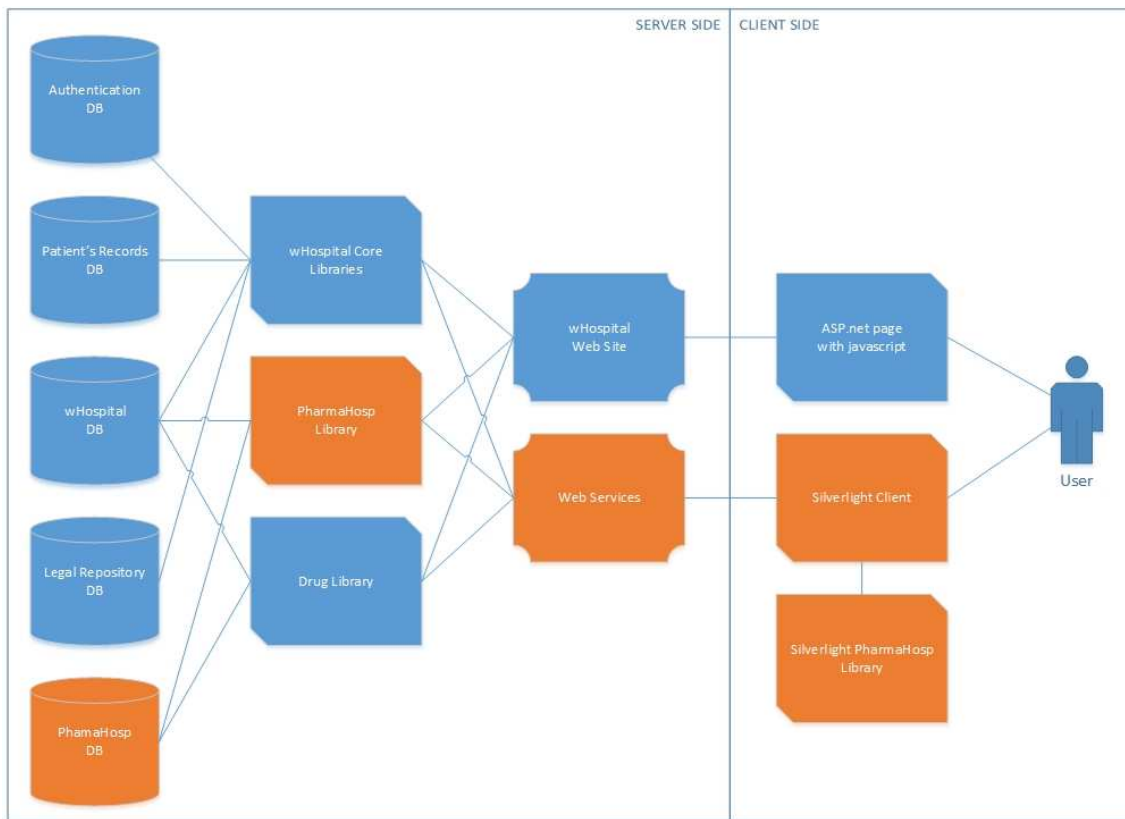 SERVER SIDE
CLIENT SIDE
Authentication
DB
Patient's Records
DB
wHospital
DB
Legal Repository
DB
PhamaHosp
DB
wHospital Core
Libraries
PharmaHosp
Library
Drug Library
wHospital
Web Site
Web Services
ASP.net page
with javascript
Silverlight Client
Silverlight PharmaHosp
Library
User